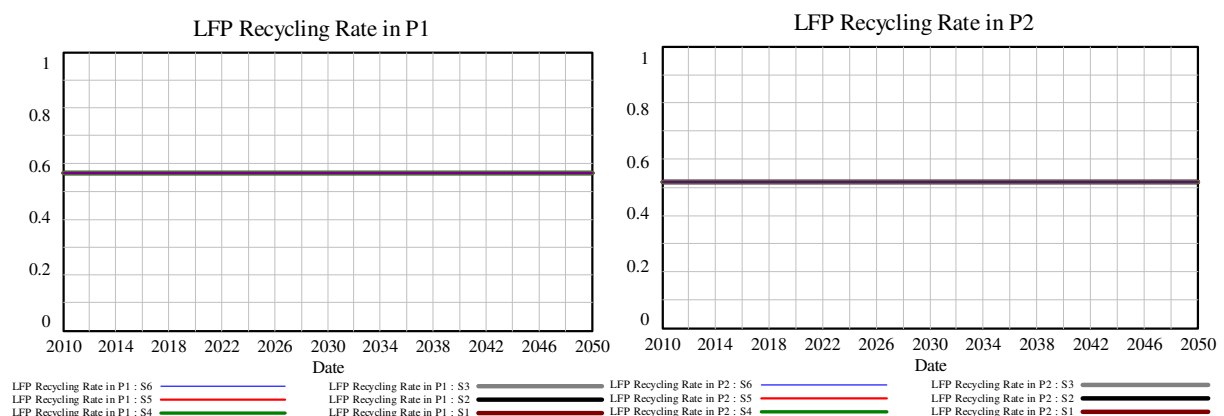 LFP Recycling Rate in P1
1
0.8
0.6
0.4
0.2
0
2010 2014 2018 2022 2026 2030 2034 2038 2042 2046 2050
Date
LFP Recycling Rate in P1 : S6
LFP Recycling Rate in P1 : S5
LFP Recycling Rate in P1 : S4
LFP Recycling Rate in P1 : S3
LFP Recycling Rate in P1 : S2
LFP Recycling Rate in P1 : S1
LFP Recycling Rate in P2
1
0.8
0.6
0.4
0.2
0
2010 2014 2018 2022 2026 2030 2034 2038 2042 2046 2050
Date
LFP Recycling Rate in P2 : S6
LFP Recycling Rate in P2 : S5
LFP Recycling Rate in P2 : S4
LFP Recycling Rate in P2 : S3
LFP Recycling Rate in P2 : S2
LFP Recycling Rate in P2 : S1